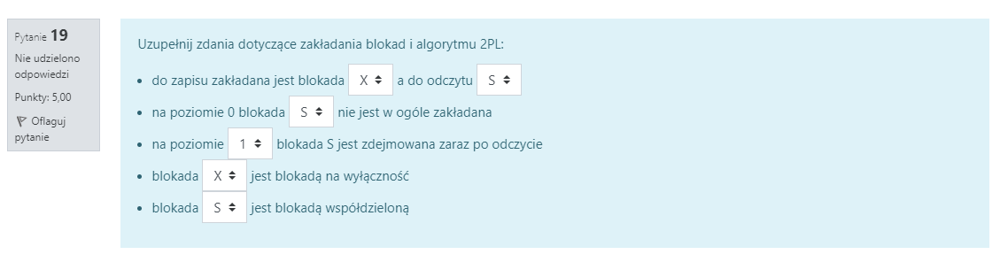 Pytanie 19
Nie udzielono
odpowiedzi
Punkty: 5,00
Oflaguj
pytanie
Uzupełnij zdania dotyczące zakładania blokad i algorytmu 2PL:
• do zapisu zakładana jest blokada X a do odczytu S
• na poziomie 0 blokada S nie jest w ogóle zakładana
• na poziomie 1 blokada S jest zdejmowana zaraz po odczycie
• blokada X jest blokadą na wyłączność
• blokada S jest blokadą współdzieloną